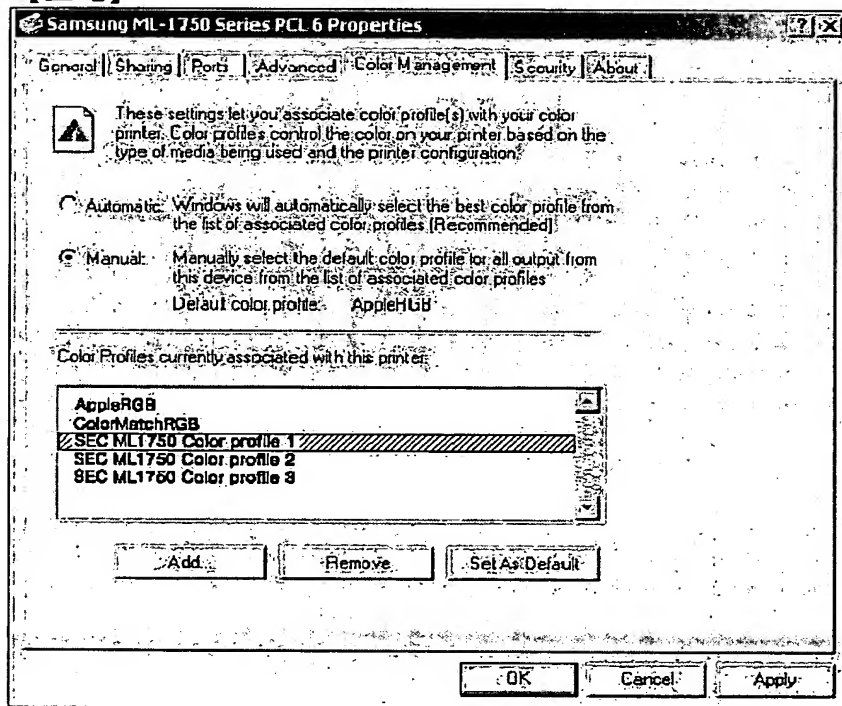 Samsung ML-1750 Series PCL 6 Properties
General Sharing Ports Advanced Color Management Security About
These settings let you associate color profile(s) with your color
printer. Color profiles control the color on your printer based on the
type of media being used and the printer configuration.
Automatic: Windows will automatically select the best color profile from
the list of associated color profiles (Recommended)
Manual: Manually select the default color profile for all output from
this device from the list of associated color profiles
Default color profile: AppleRGB
Color Profiles currently associated with this printer:
AppleRGB
ColorMatchRGB
SEC ML1750 Color profile 1
SEC ML1750 Color profile 2
SEC ML1750 Color profile 3
Add... Remove Set As Default
OK Cancel Apply